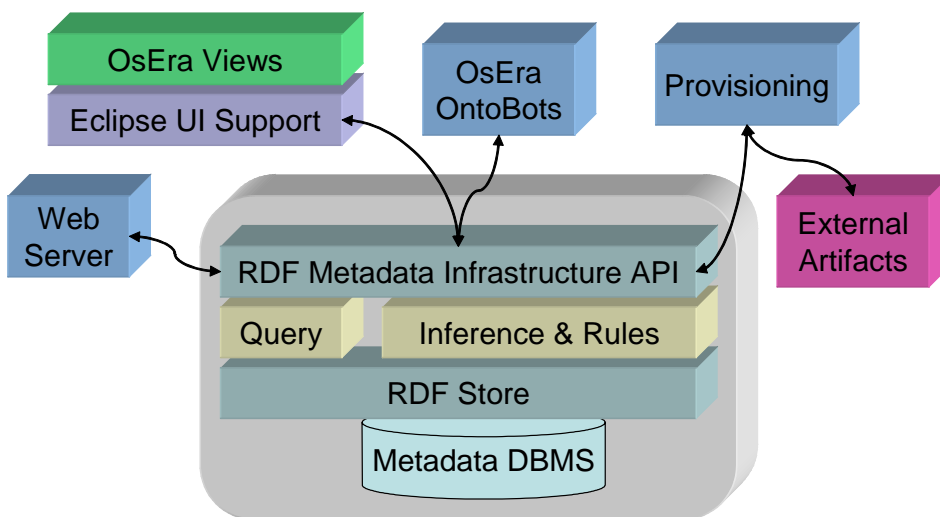 OsEra Views
Eclipse UI Support
OsEra
OntoBots
Provisioning
Web
Server
External
Artifacts
RDF Metadata Infrastructure API
Query
Inference & Rules
RDF Store
Metadata DBMS